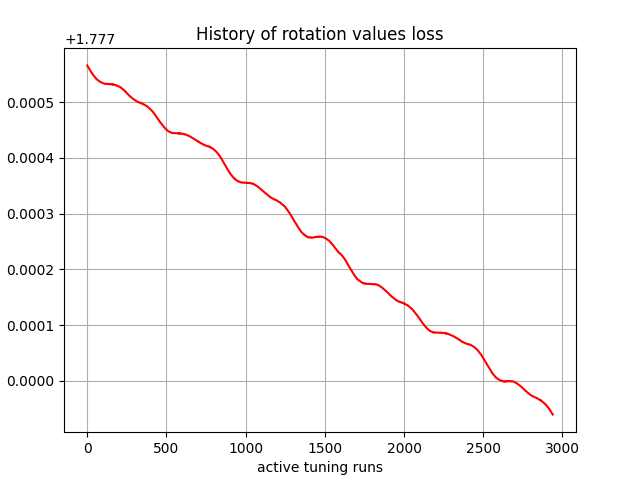 History of rotation values loss
+1.777
0.0005
0.0004
0.0003
0.0002
0.0001
0.0000
0 500 1000 1500 2000 2500 3000
active tuning runs